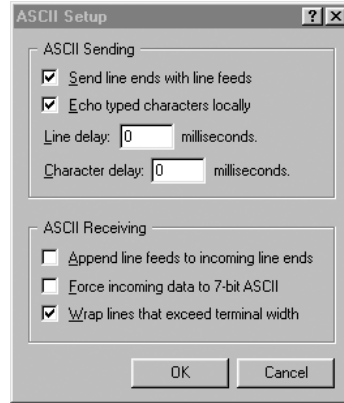 ASCII Setup
ASCII Sending
Send line ends with line feeds
Echo typed characters locally
Line delay: 0 milliseconds.
Character delay: 0 milliseconds.
ASCII Receiving
Append line feeds to incoming line ends
Force incoming data to 7-bit ASCII
Wrap lines that exceed terminal width
OK Cancel